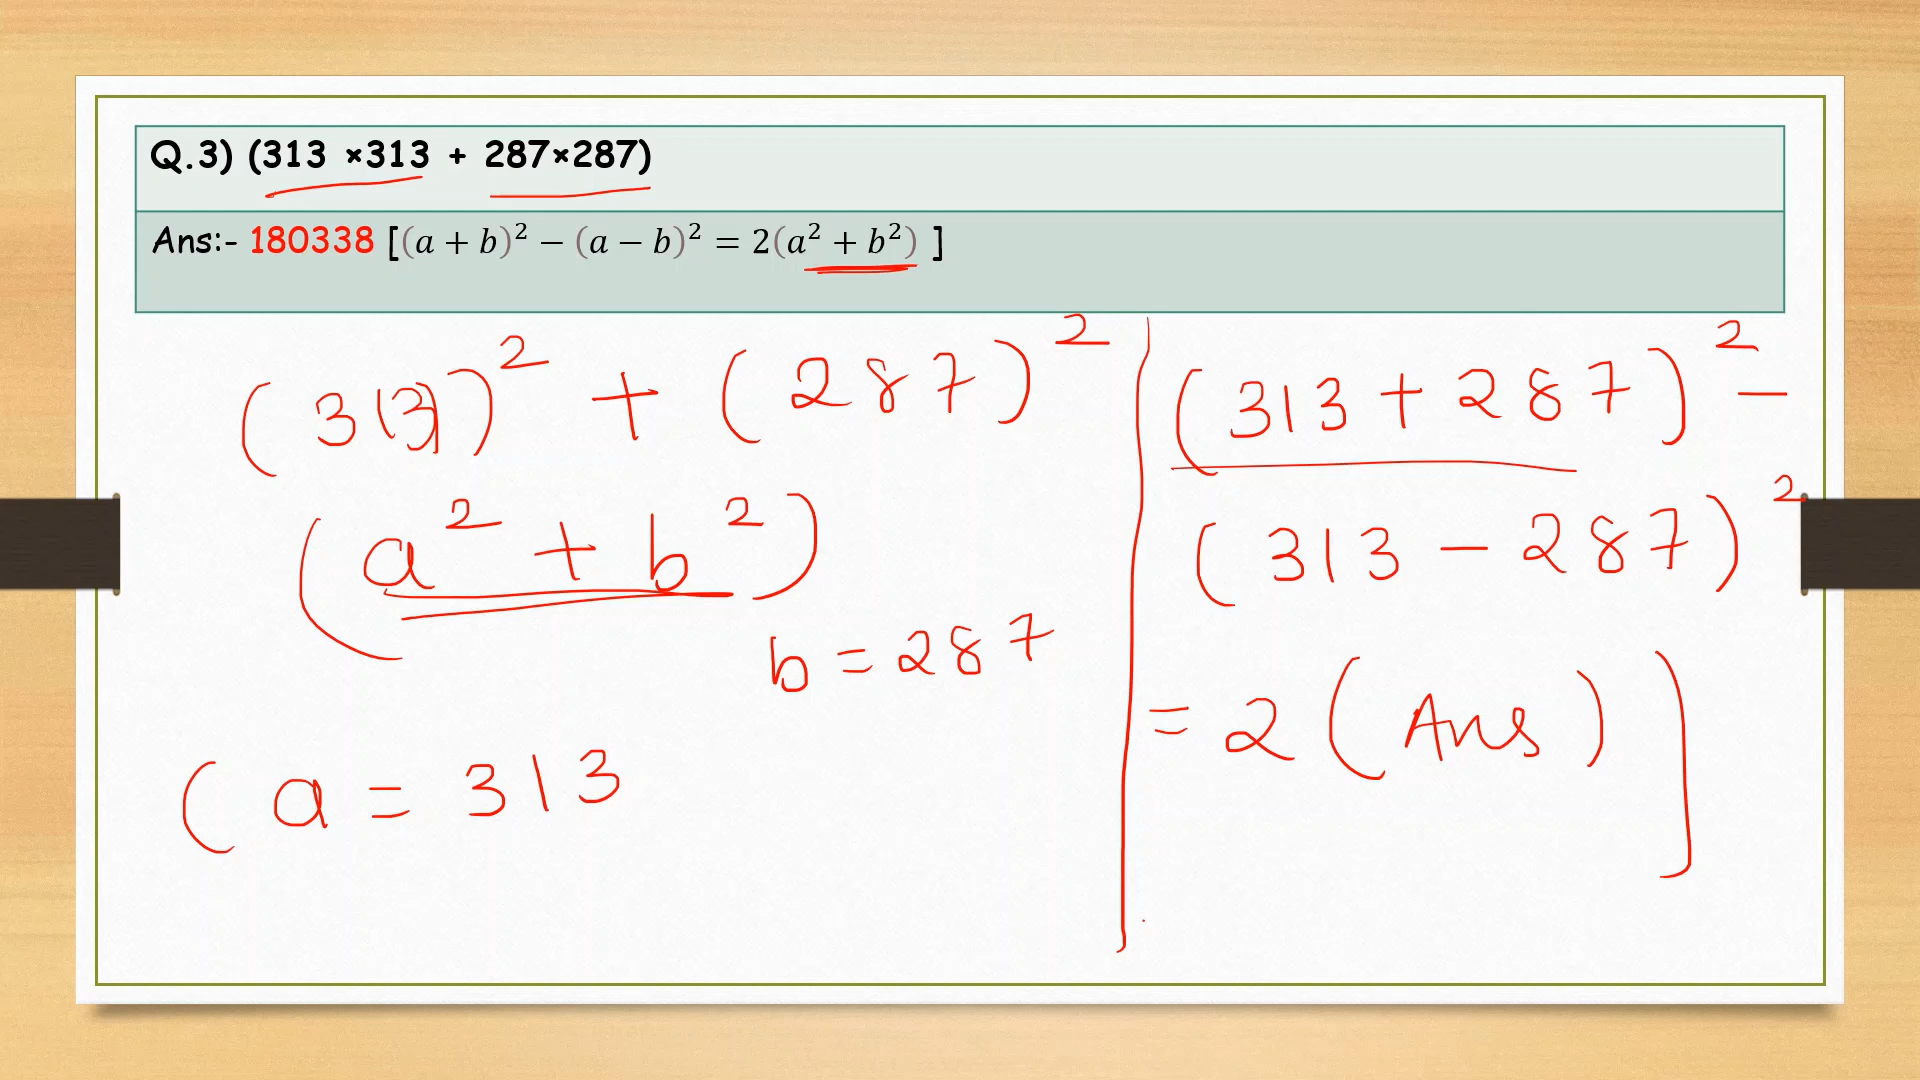 Q.3) (313 ×313 + 287×287)
Ans:- 180338 [(a + b)² − (a − b)² = 2(a² + b²) ]
(313)² + (287)²
(a² + b²)
b = 287
(a = 313
(313 + 287)² −
(313 − 287)²
= 2 (Ans) ]